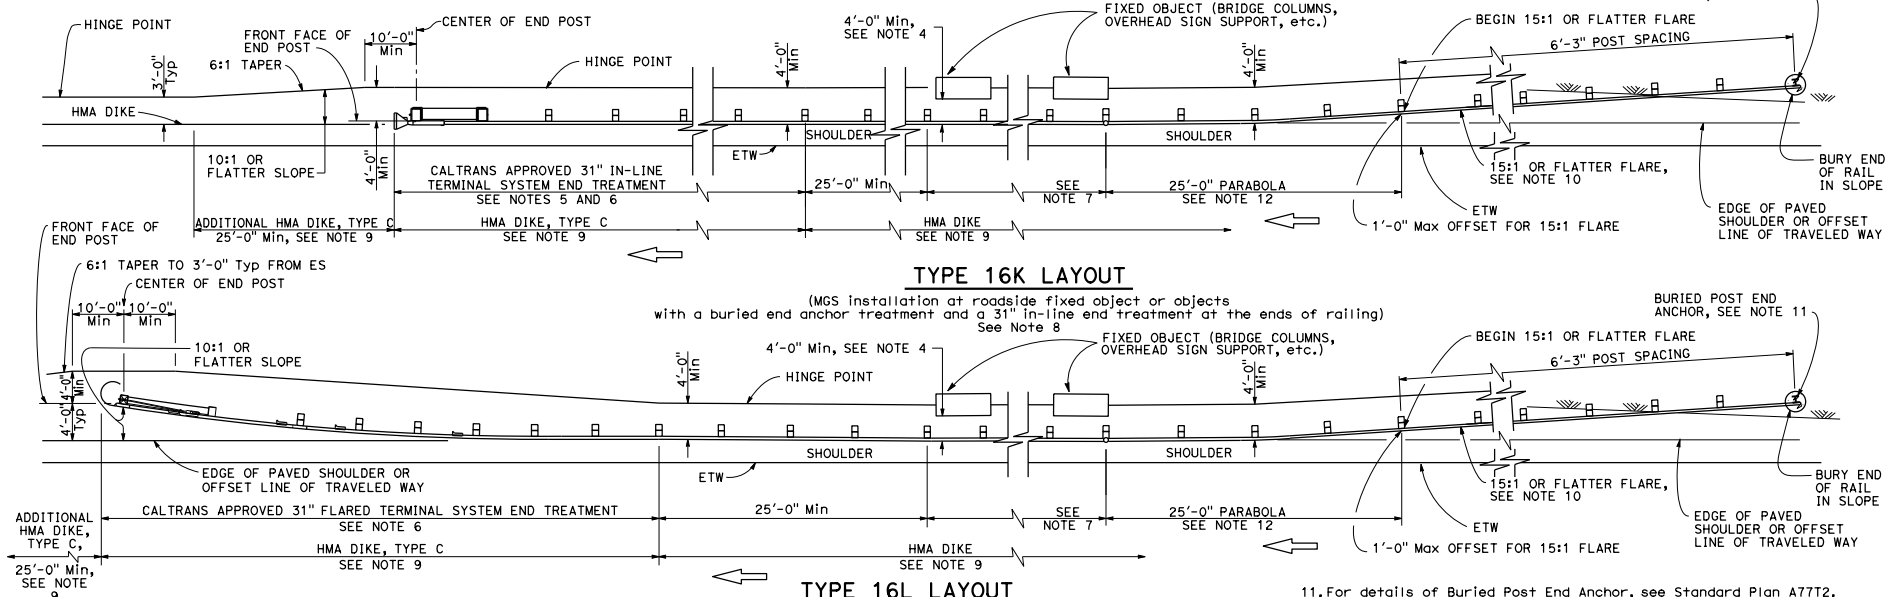 HINGE POINT
FRONT FACE OF
END POST
6:1 TAPER
3'-0"
Typ
HMA DIKE
10'-0"
Min
CENTER OF END POST
HINGE POINT
4'-0"
Min
4'-0" Min,
SEE NOTE 4
FIXED OBJECT (BRIDGE COLUMNS,
OVERHEAD SIGN SUPPORT, etc.)
4'-0"
Min
BEGIN 15:1 OR FLATTER FLARE
6'-3" POST SPACING
10:1 OR
FLATTER SLOPE
4'-0"
Min
SHOULDER
SHOULDER
ETW
CALTRANS APPROVED 31" IN-LINE
TERMINAL SYSTEM END TREATMENT
SEE NOTES 5 AND 6
25'-0" Min
SEE
NOTE 7
25'-0" PARABOLA
SEE NOTE 12
15:1 OR FLATTER FLARE,
SEE NOTE 10
BURY END
OF RAIL
IN SLOPE
ADDITIONAL HMA DIKE, TYPE C
25'-0" Min, SEE NOTE 9
HMA DIKE, TYPE C
SEE NOTE 9
HMA DIKE
SEE NOTE 9
1'-0" Max OFFSET FOR 15:1 FLARE
ETW
EDGE OF PAVED
SHOULDER OR OFFSET
LINE OF TRAVELED WAY
TYPE 16K LAYOUT
(MGS installation at roadside fixed object or objects
with a buried end anchor treatment and a 31" in-line end treatment at the ends of railing)
See Note 8
FRONT FACE OF
END POST
6:1 TAPER TO 3'-0" Typ FROM ES
CENTER OF END POST
10'-0"
Min
10'-0"
Min
10:1 OR
FLATTER SLOPE
4'-0"
Min
4'-0"
Typ
4'-0"
Min
HINGE POINT
4'-0" Min, SEE NOTE 4
FIXED OBJECT (BRIDGE COLUMNS,
OVERHEAD SIGN SUPPORT, etc.)
4'-0"
Min
BEGIN 15:1 OR FLATTER FLARE
6'-3" POST SPACING
BURIED POST END
ANCHOR, SEE NOTE 11
EDGE OF PAVED SHOULDER OR
OFFSET LINE OF TRAVELED WAY
ETW
SHOULDER
SHOULDER
15:1 OR FLATTER FLARE,
SEE NOTE 10
BURY END
OF RAIL
IN SLOPE
ADDITIONAL
HMA DIKE,
TYPE C,
25'-0" Min,
SEE NOTE
9
CALTRANS APPROVED 31" FLARED TERMINAL SYSTEM END TREATMENT
SEE NOTE 6
25'-0" Min
SEE
NOTE 7
25'-0" PARABOLA
SEE NOTE 12
ETW
EDGE OF PAVED
SHOULDER OR OFFSET
LINE OF TRAVELED WAY
HMA DIKE, TYPE C
SEE NOTE 9
HMA DIKE
SEE NOTE 9
1'-0" Max OFFSET FOR 15:1 FLARE
TYPE 16L LAYOUT
11.For details of Buried Post End Anchor, see Standard Plan A77T2.